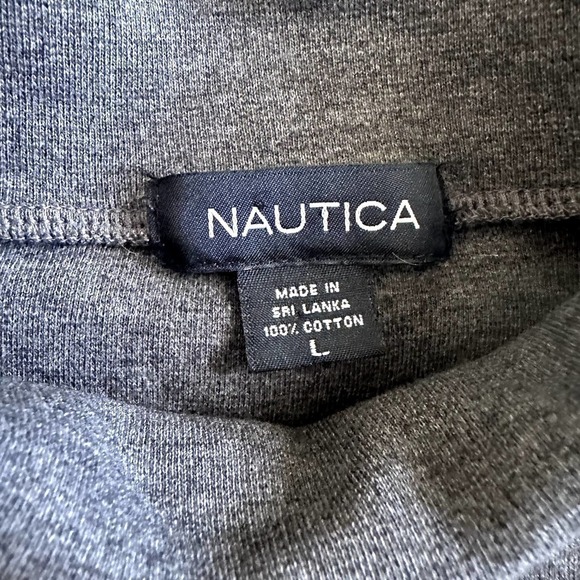 NAUTICA
MADE IN
SRI LANKA
100% COTTON
L